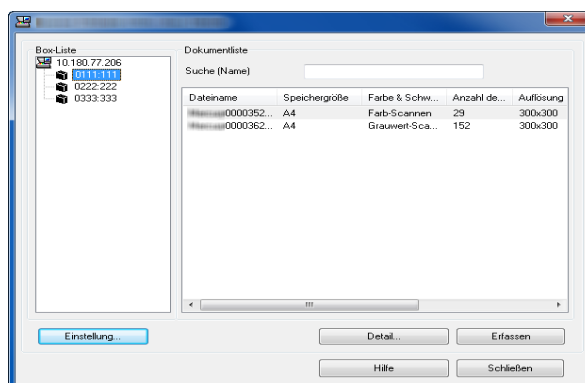 Box-Liste
10.180.77.206
0111:111
0222:222
0333:333
Dokumentliste
Suche (Name)
Dateiname Speichergröße Farbe & Schw... Anzahl de... Auflösung
0000352... A4 Farb-Scannen 29 300x300
0000362... A4 Grauwert-Sca... 152 300x300
Einstellung... Detail... Erfassen
Hilfe Schließen